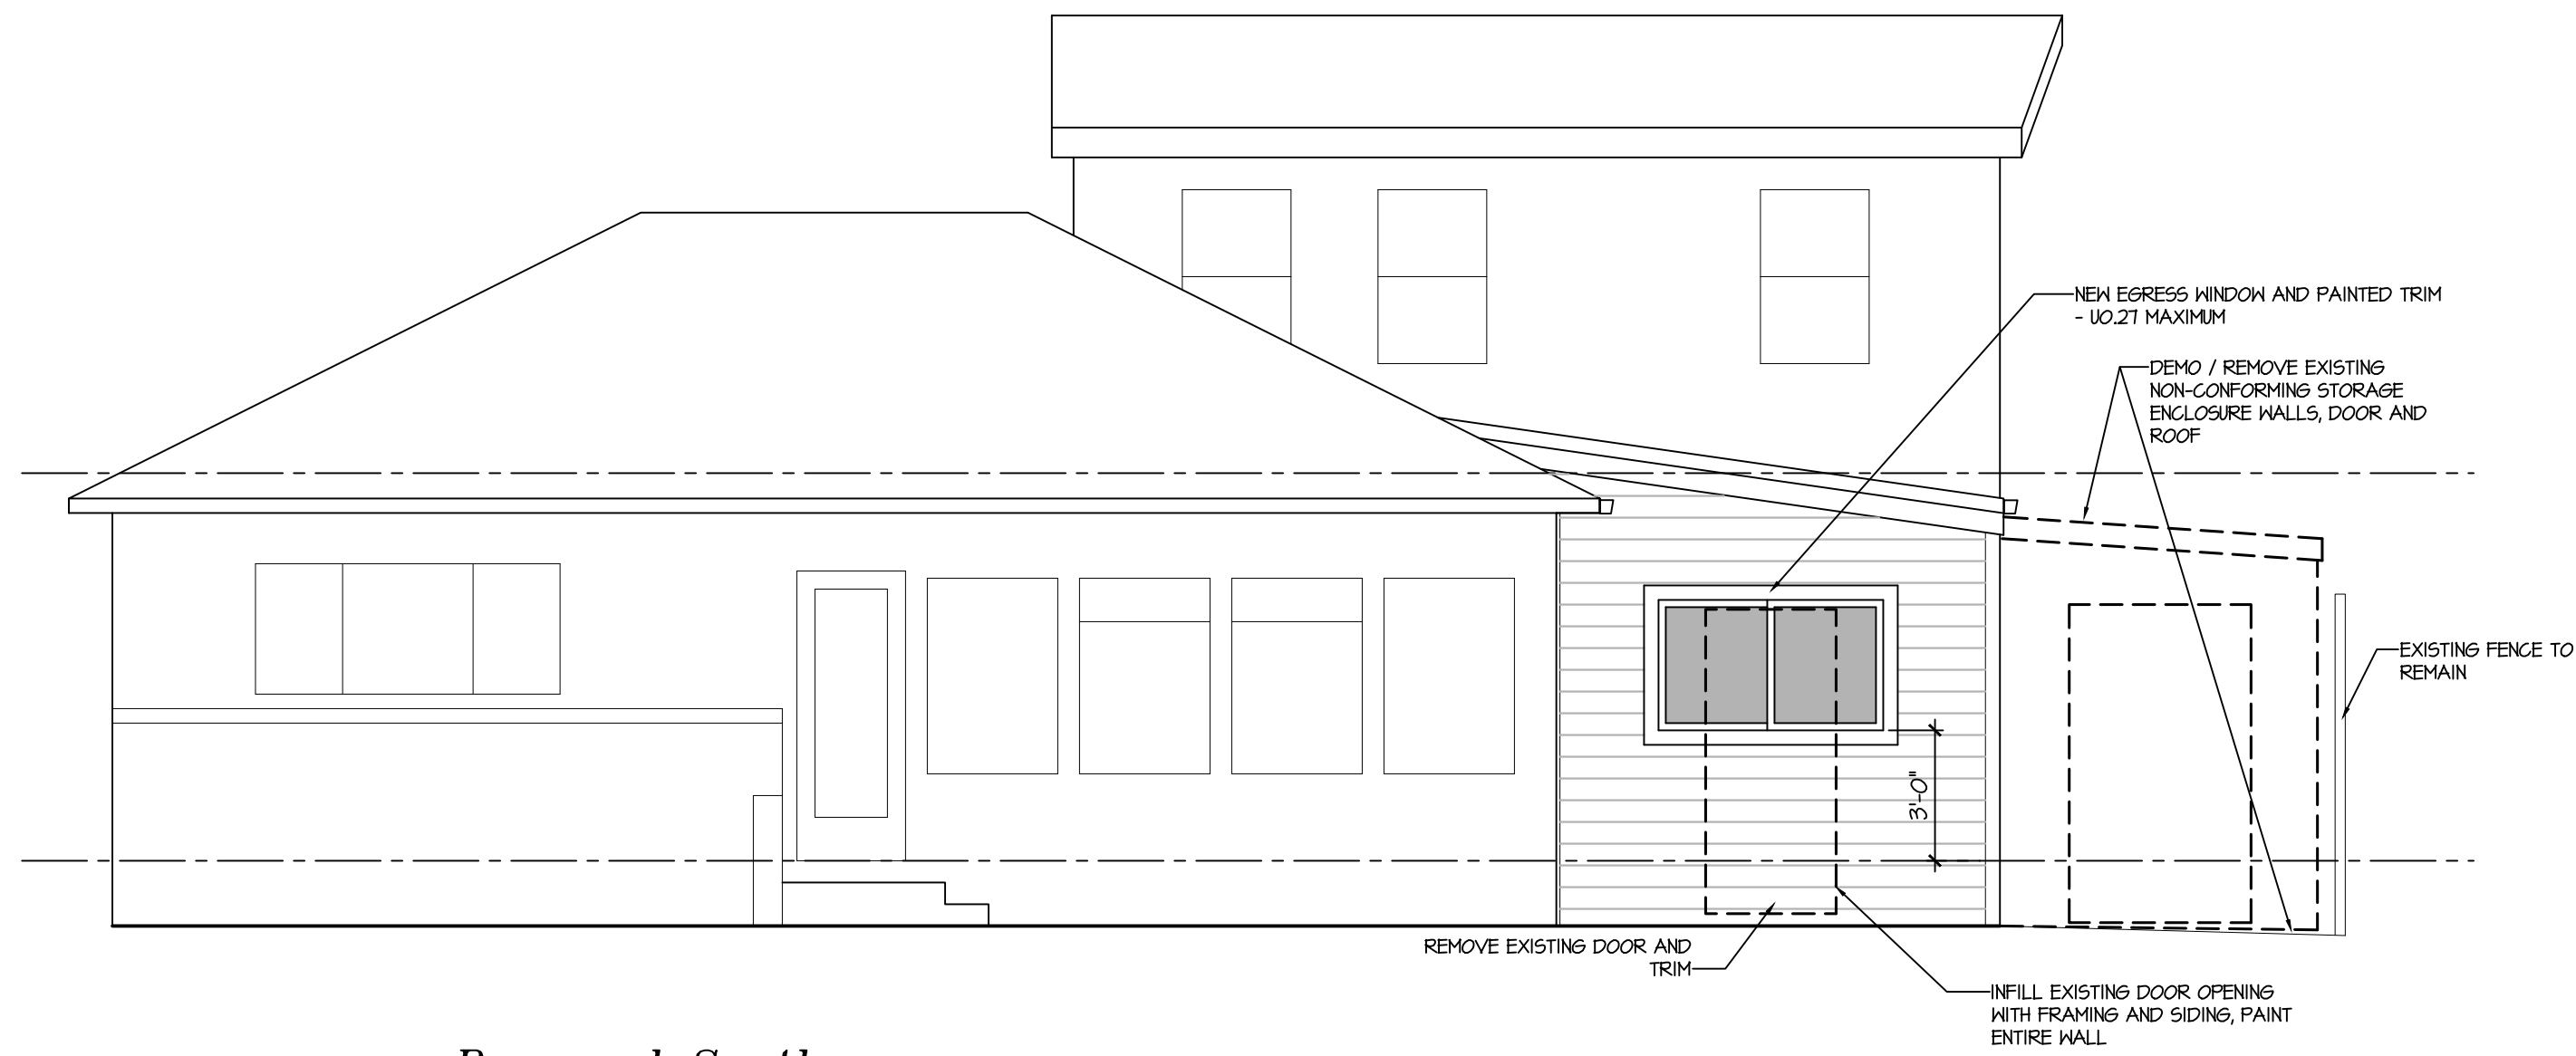 NEW EGRESS WINDOW AND PAINTED TRIM
- U0.27 MAXIMUM
DEMO / REMOVE EXISTING
NON-CONFORMING STORAGE
ENCLOSURE WALLS, DOOR AND
ROOF
EXISTING FENCE TO
REMAIN
3'-0"
REMOVE EXISTING DOOR AND
TRIM
INFILL EXISTING DOOR OPENING
WITH FRAMING AND SIDING, PAINT
ENTIRE WALL